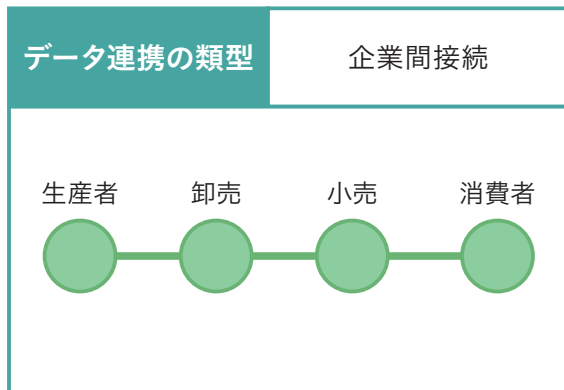 データ連携の類型
企業間接続
生産者 卸売 小売 消費者